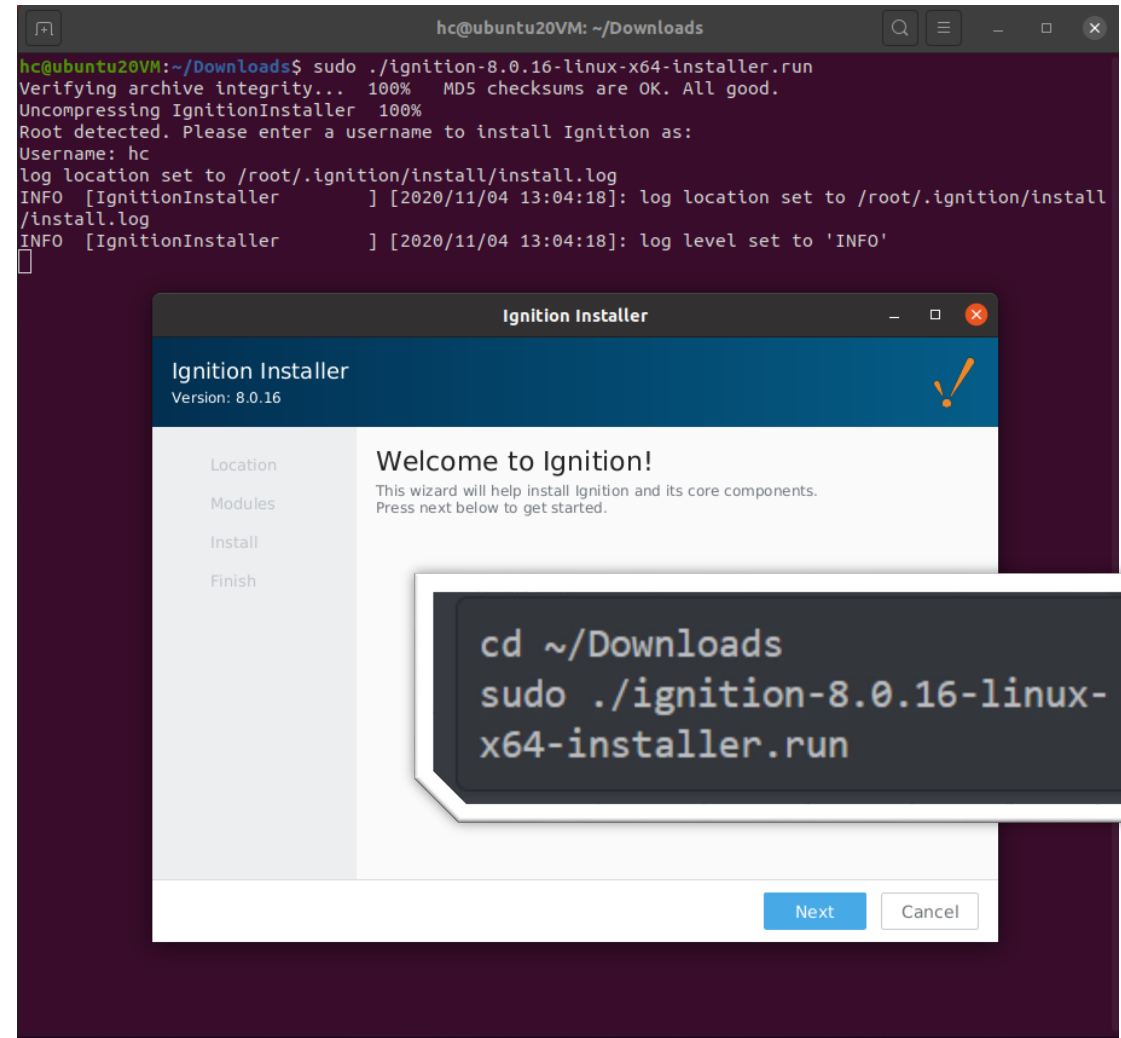 hc@ubuntu20VM: ~/Downloads
hc@ubuntu20VM:~/Downloads$ sudo ./ignition-8.0.16-linux-x64-installer.run
Verifying archive integrity...  100%   MD5 checksums are OK. All good.
Uncompressing IgnitionInstaller  100%
Root detected. Please enter a username to install Ignition as:
Username: hc
log location set to /root/.ignition/install/install.log
INFO  [IgnitionInstaller        ] [2020/11/04 13:04:18]: log location set to /root/.ignition/install
/install.log
INFO  [IgnitionInstaller        ] [2020/11/04 13:04:18]: log level set to 'INFO'
Ignition Installer
Ignition Installer
Version: 8.0.16
Location
Modules
Install
Finish
Welcome to Ignition!
This wizard will help install Ignition and its core components.
Press next below to get started.
cd ~/Downloads
sudo ./ignition-8.0.16-linux-
x64-installer.run
Next
Cancel